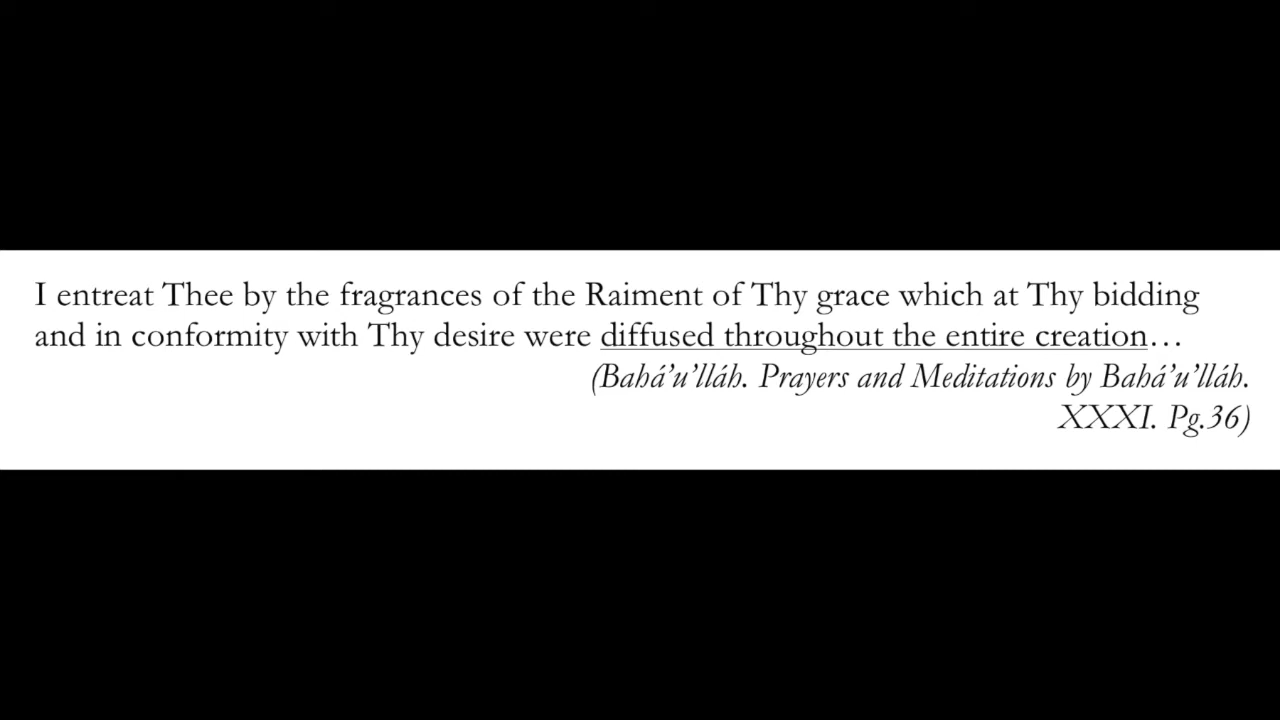 I entreat Thee by the fragrances of the Raiment of Thy grace which at Thy bidding
and in conformity with Thy desire were diffused throughout the entire creation…
(Bahá’u’lláh. Prayers and Meditations by Bahá’u’lláh.
XXXI. Pg.36)